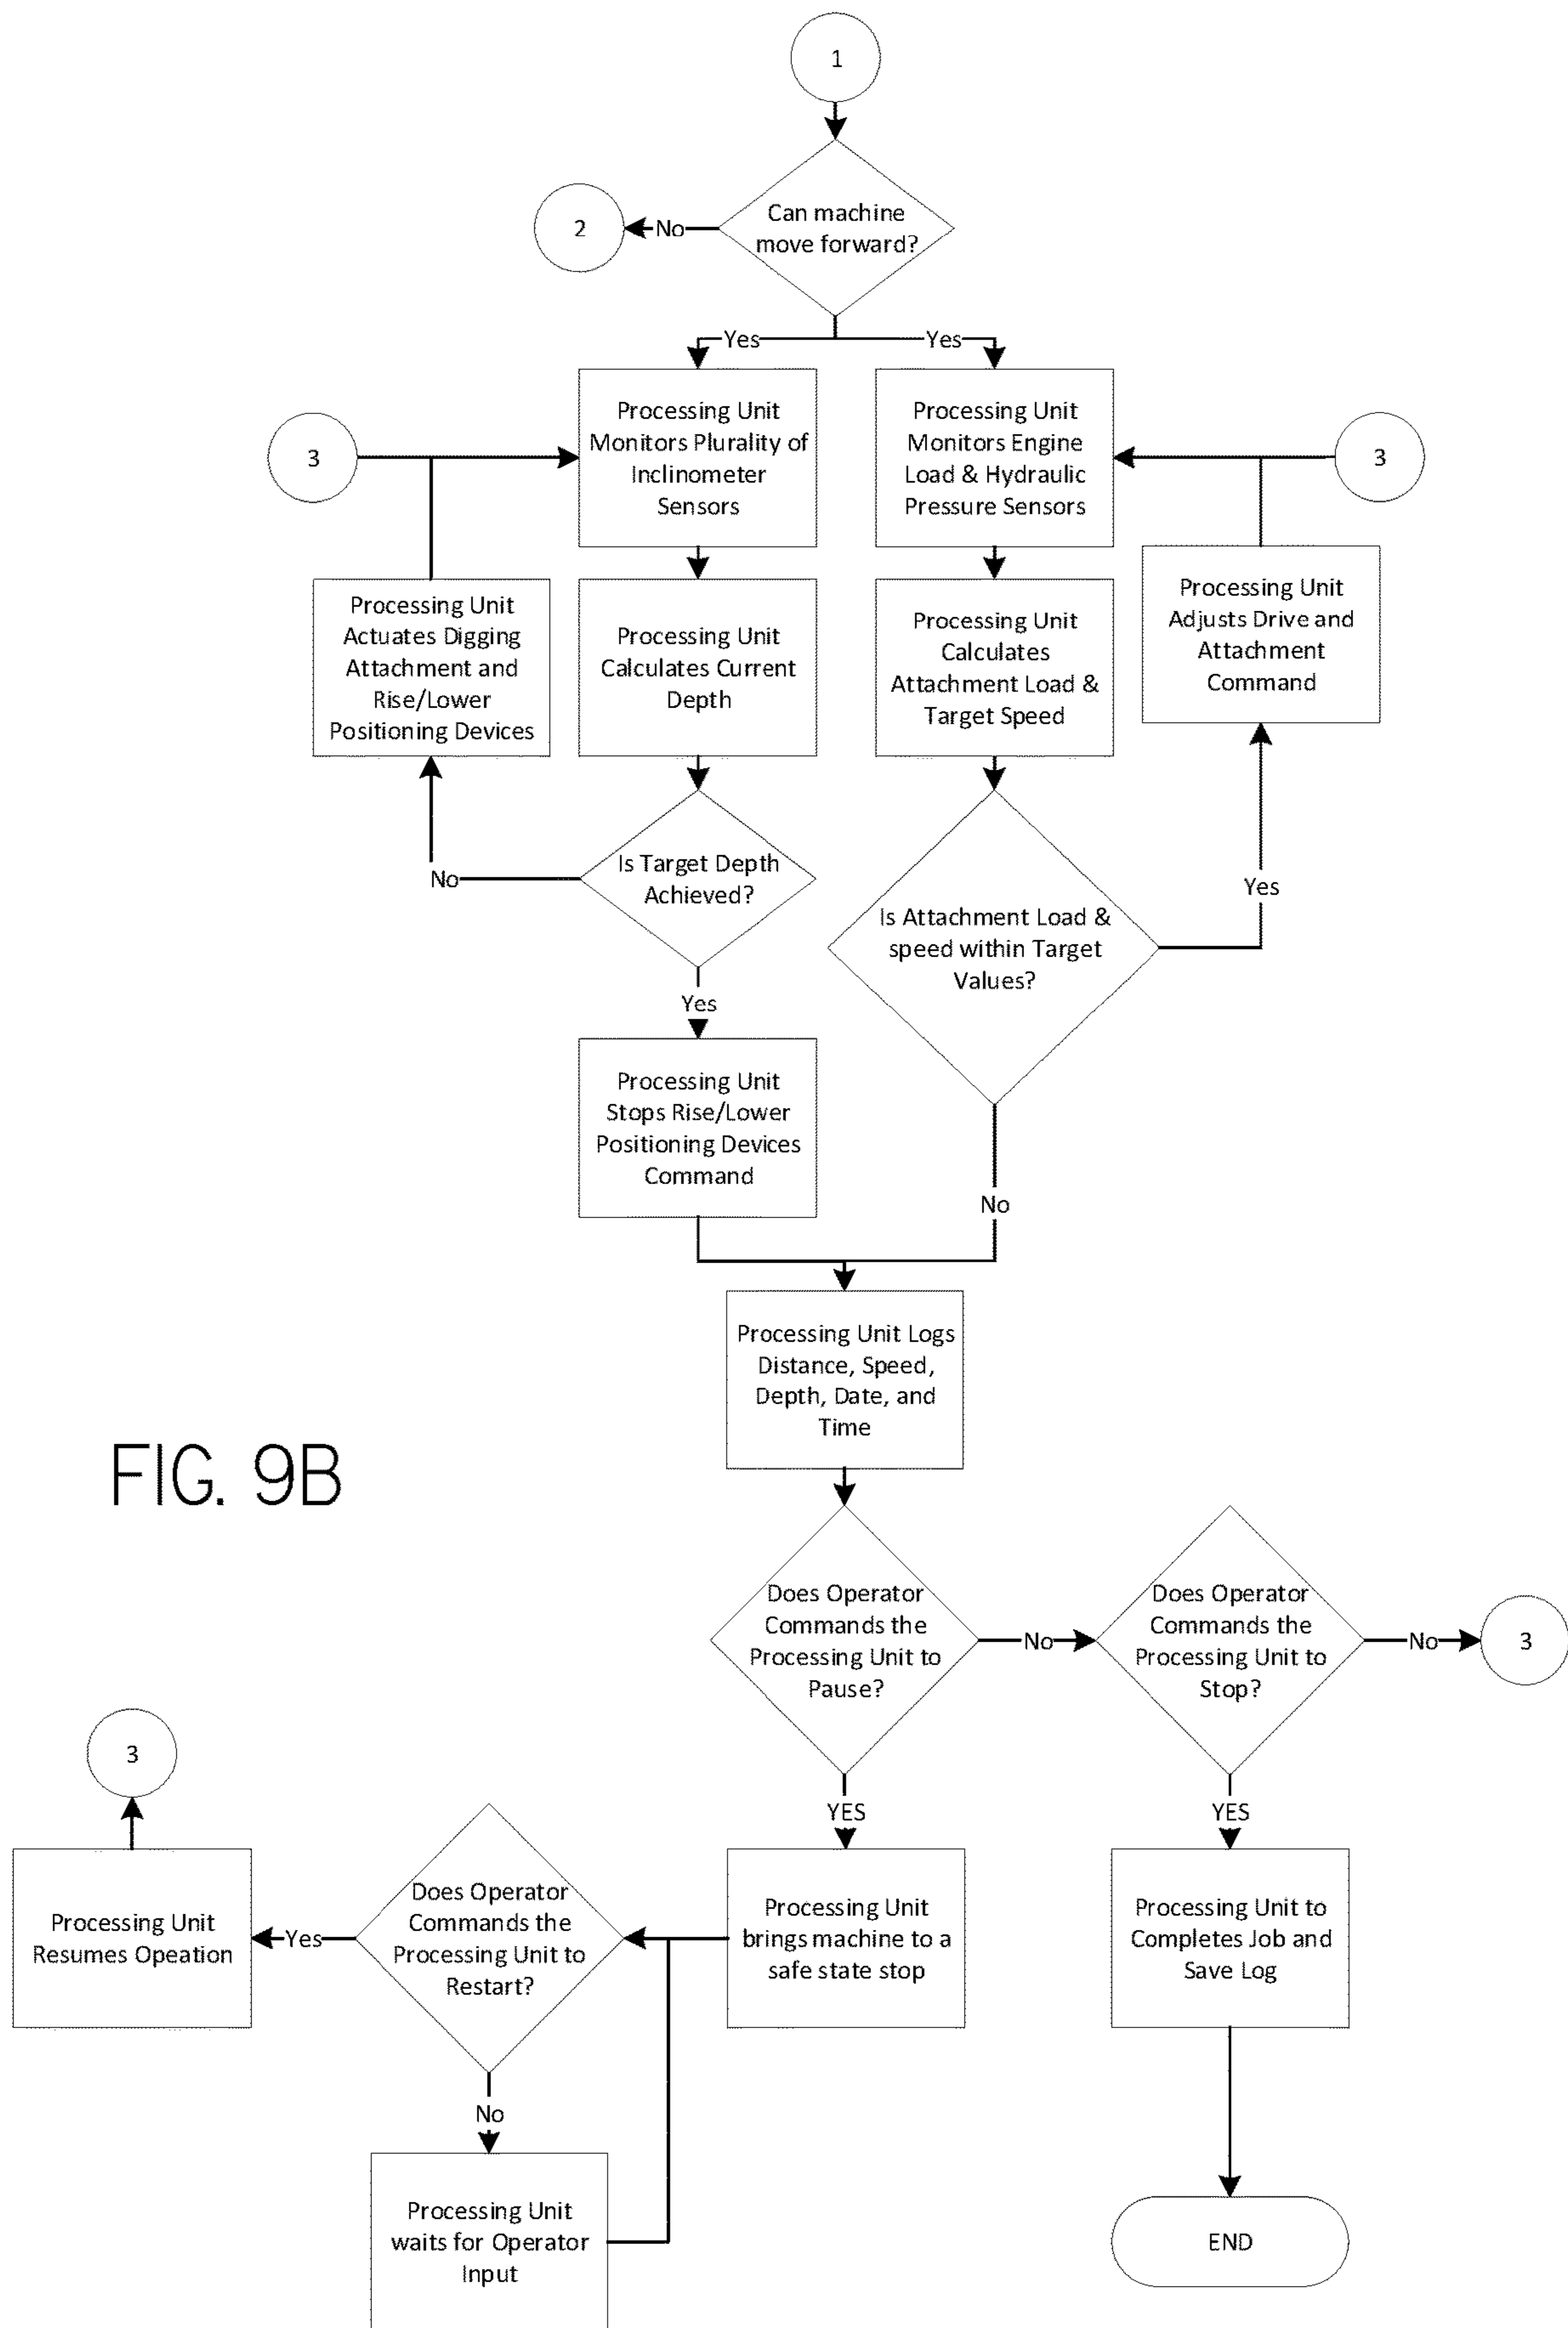 1
Can machine
move forward?
No
2
Yes
Yes
Processing Unit
Monitors Plurality of
Inclinometer
Sensors
Processing Unit
Monitors Engine
Load & Hydraulic
Pressure Sensors
3
3
Processing Unit
Actuates Digging
Attachment and
Rise/Lower
Positioning Devices
Processing Unit
Calculates Current
Depth
Processing Unit
Calculates
Attachment Load &
Target Speed
Processing Unit
Adjusts Drive and
Attachment
Command
Is Target Depth
Achieved?
No
Yes
Is Attachment Load &
speed within Target
Values?
Yes
No
Processing Unit
Stops Rise/Lower
Positioning Devices
Command
Processing Unit Logs
Distance, Speed,
Depth, Date, and
Time
FIG. 9B
Does Operator
Commands the
Processing Unit to
Pause?
No
Does Operator
Commands the
Processing Unit to
Stop?
No
3
YES
YES
3
Processing Unit
Resumes Opeation
Yes
Does Operator
Commands the
Processing Unit to
Restart?
Processing Unit
brings machine to a
safe state stop
Processing Unit to
Completes Job and
Save Log
No
Processing Unit
waits for Operator
Input
END